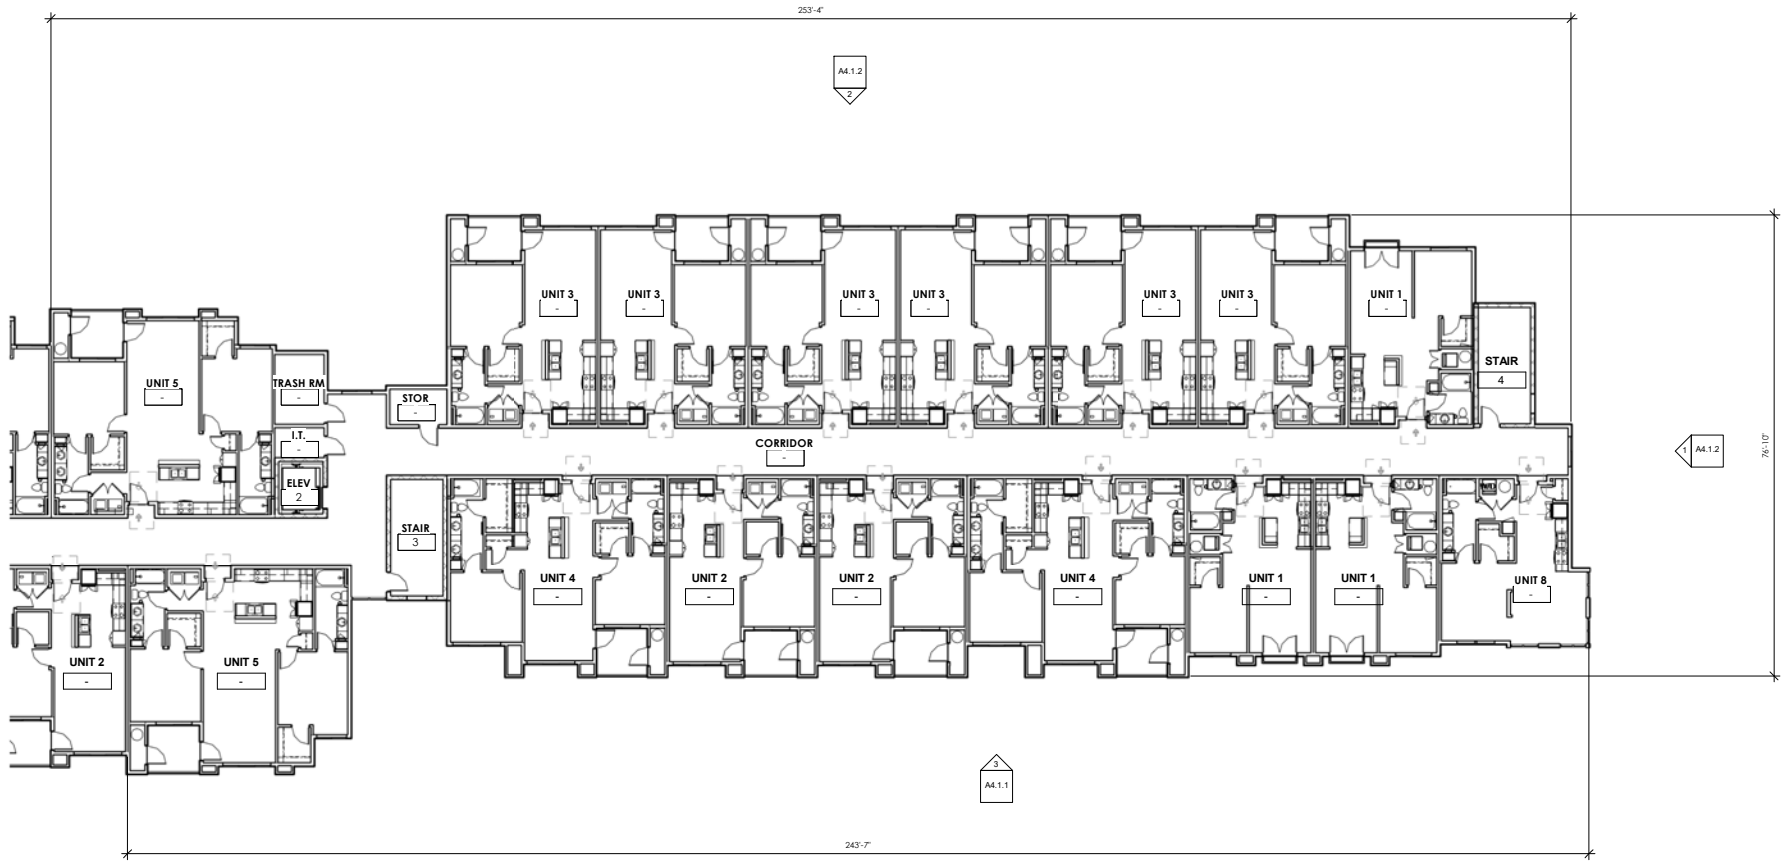 253'-4"
A4.1.2
2
UNIT 3
-
UNIT 3
-
UNIT 3
-
UNIT 3
-
UNIT 3
-
UNIT 3
-
UNIT 1
-
STAIR
4
UNIT 5
-
TRASH RM
-
STOR
-
I.T.
-
ELEV
2
CORRIDOR
-
1
A4.1.2
76'-10"
STAIR
3
UNIT 4
-
UNIT 2
-
UNIT 2
-
UNIT 4
-
UNIT 1
-
UNIT 1
-
UNIT 8
-
UNIT 2
-
UNIT 5
-
3
A4.1.1
243'-7"